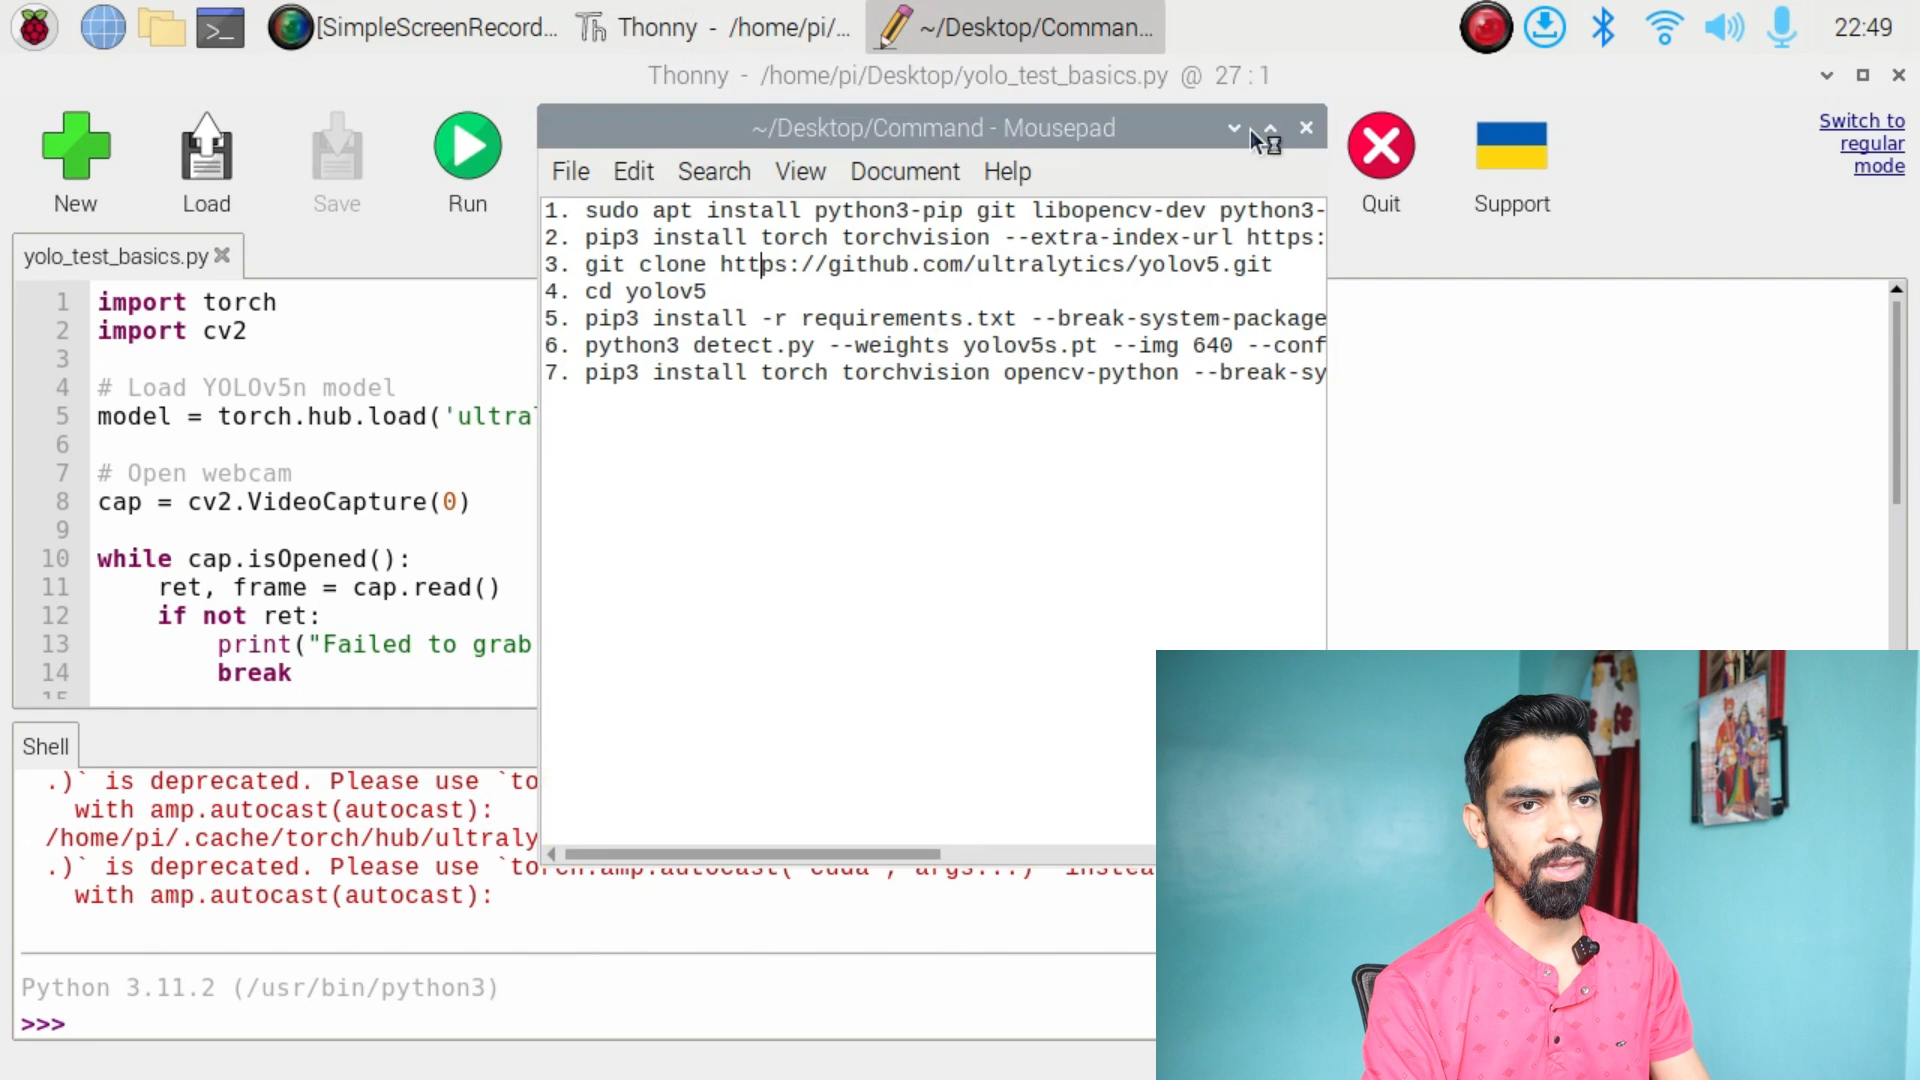 [SimpleScreenRecord...
Thonny - /home/pi/...
~/Desktop/Comman...
22:49
Thonny - /home/pi/Desktop/yolo_test_basics.py @ 27 : 1
New
Load
Save
Run
Quit
Support
Switch to
regular
mode
~/Desktop/Command - Mousepad
File Edit Search View Document Help
1. sudo apt install python3-pip git libopencv-dev python3-
2. pip3 install torch torchvision --extra-index-url https:
3. git clone https://github.com/ultralytics/yolov5.git
4. cd yolov5
5. pip3 install -r requirements.txt --break-system-package
6. python3 detect.py --weights yolov5s.pt --img 640 --conf
7. pip3 install torch torchvision opencv-python --break-sy
yolo_test_basics.py
1 import torch
2 import cv2
3
4 # Load YOLOv5n model
5 model = torch.hub.load('ultral
6
7 # Open webcam
8 cap = cv2.VideoCapture(0)
9
10 while cap.isOpened():
11 ret, frame = cap.read()
12 if not ret:
13 print("Failed to grab
14 break
15
Shell
.)` is deprecated. Please use `to
with amp.autocast(autocast):
/home/pi/.cache/torch/hub/ultraly
.)` is deprecated. Please use `torch.amp.autocast('cuda', args...)` instea
with amp.autocast(autocast):
Python 3.11.2 (/usr/bin/python3)
>>>